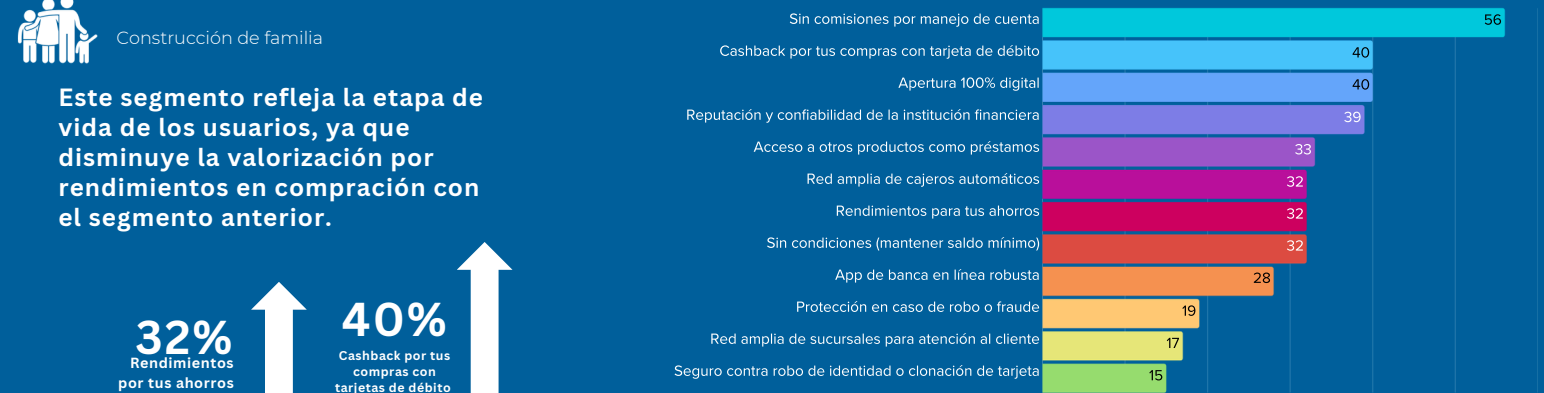 Construcción de familia
Este segmento refleja la etapa de
vida de los usuarios, ya que
disminuye la valorización por
rendimientos en compración con
el segmento anterior.
32%
Rendimientos
por tus ahorros
40%
Cashback por tus
compras con
tarjetas de débito
Sin comisiones por manejo de cuenta 56
Cashback por tus compras con tarjeta de débito 40
Apertura 100% digital 40
Reputación y confiabilidad de la institución financiera 39
Acceso a otros productos como préstamos 33
Red amplia de cajeros automáticos 32
Rendimientos para tus ahorros 32
Sin condiciones (mantener saldo mínimo) 32
App de banca en línea robusta 28
Protección en caso de robo o fraude 19
Red amplia de sucursales para atención al cliente 17
Seguro contra robo de identidad o clonación de tarjeta 15